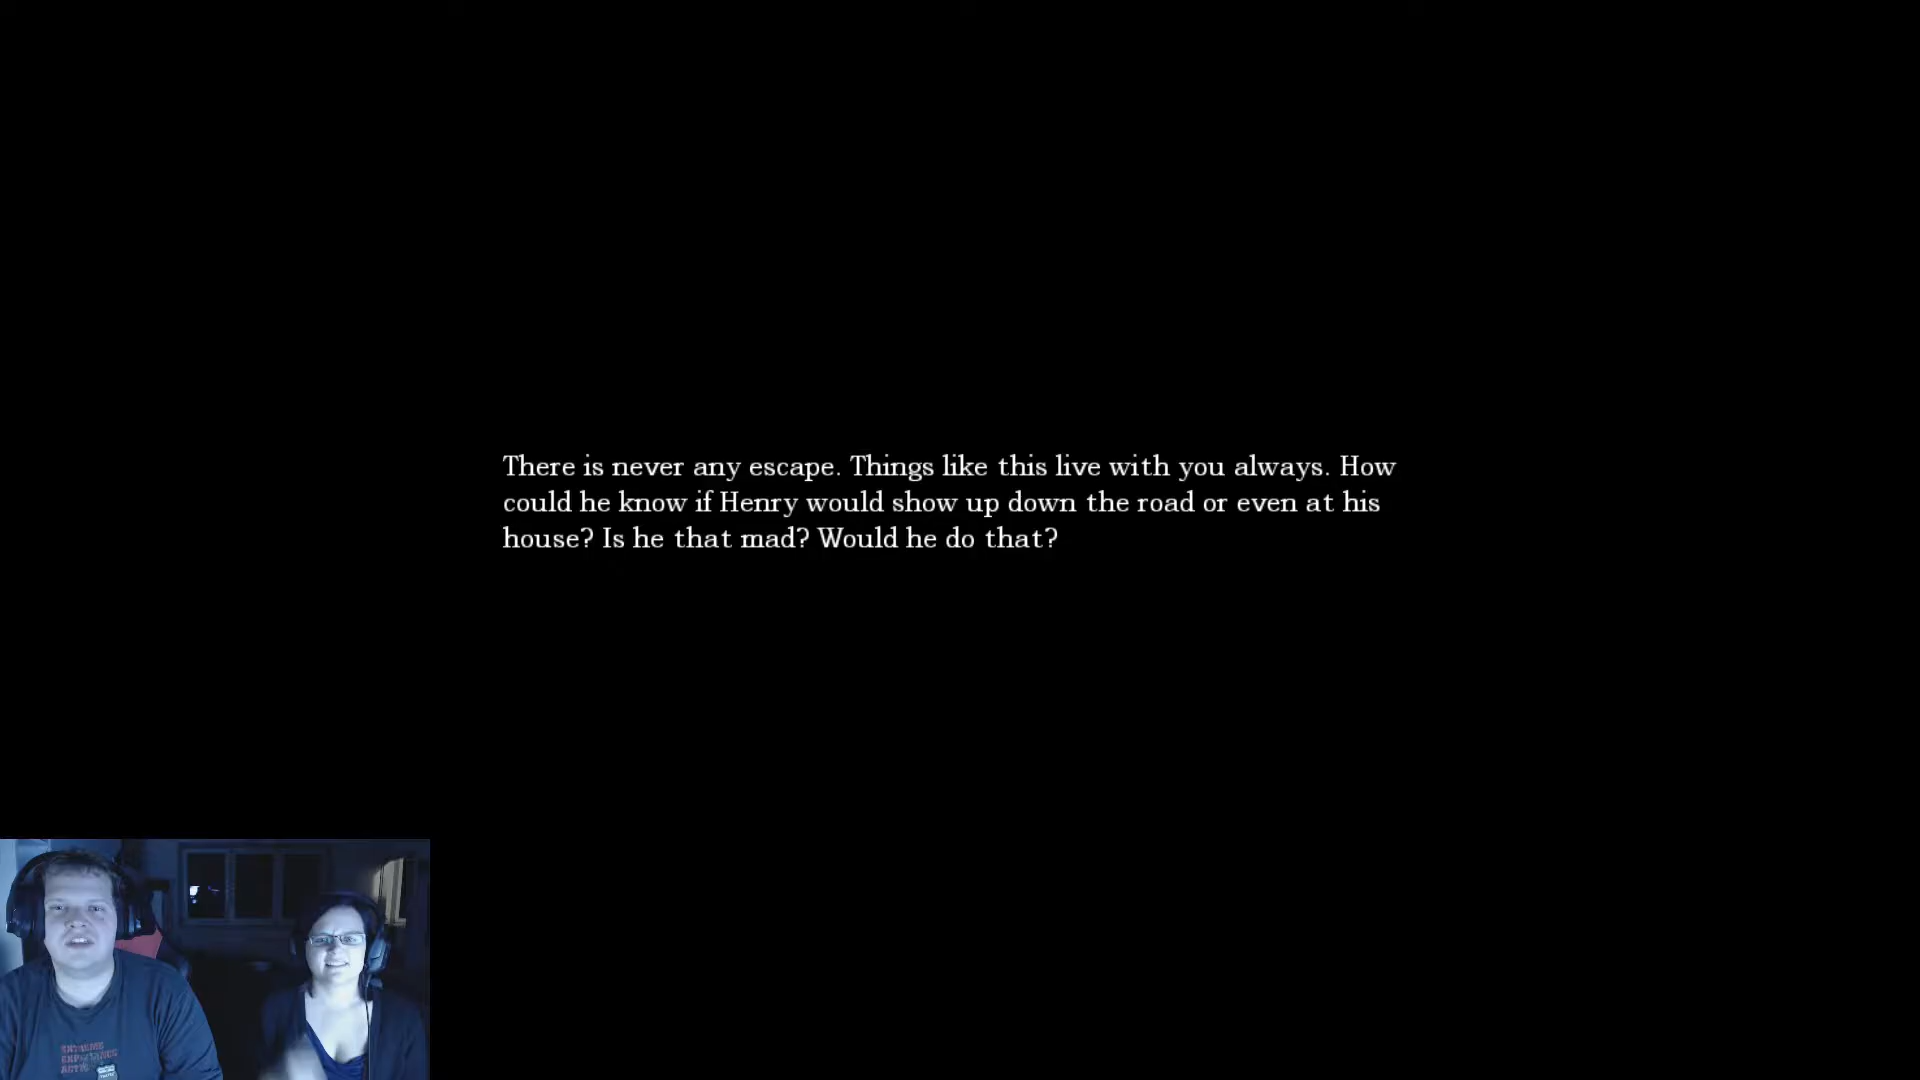 There is never any escape. Things like this live with you always. How
could he know if Henry would show up down the road or even at his
house? Is he that mad? Would he do that?
EXTREME